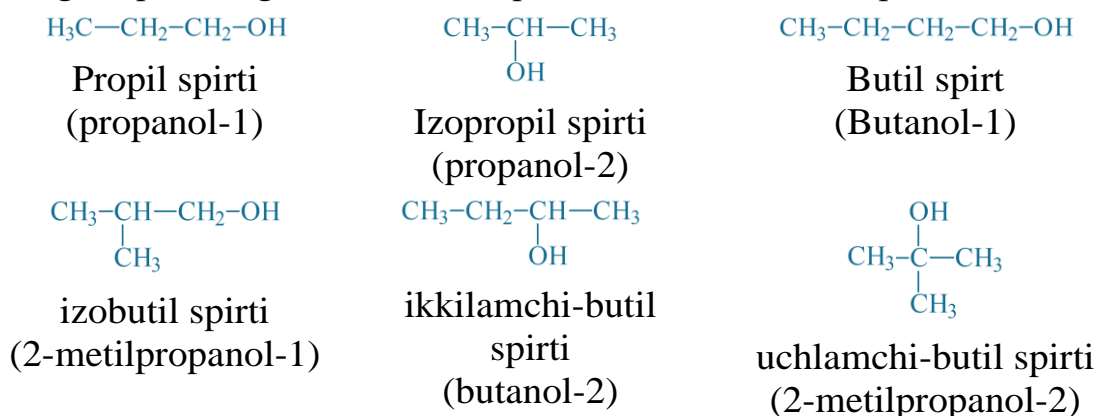 H₃C—CH₂—CH₂—OH
Propil spirti
(propanol-1)
CH₃—CH—CH₃
OH
Izopropil spirti
(propanol-2)
CH₃—CH₂—CH₂—CH₂—OH
Butil spirt
(Butanol-1)
CH₃—CH—CH₂—OH
CH₃
izobutil spirti
(2-metilpropanol-1)
CH₃—CH₂—CH—CH₃
OH
ikkilamchi-butil
spirti
(butanol-2)
OH
CH₃—C—CH₃
CH₃
uchlamchi-butil spirti
(2-metilpropanol-2)